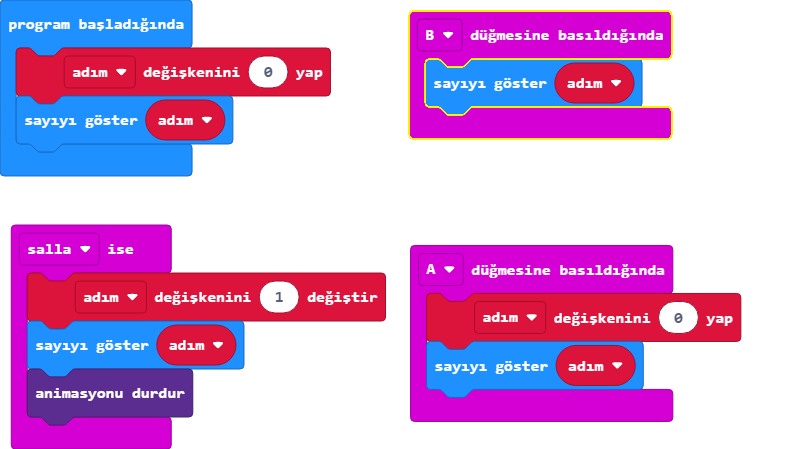 program başladığında
adım değişkenini 0 yap
sayıyı göster adım
B düğmesine basıldığında
sayıyı göster adım
salla ise
adım değişkenini 1 değiştir
sayıyı göster adım
animasyonu durdur
A düğmesine basıldığında
adım değişkenini 0 yap
sayıyı göster adım